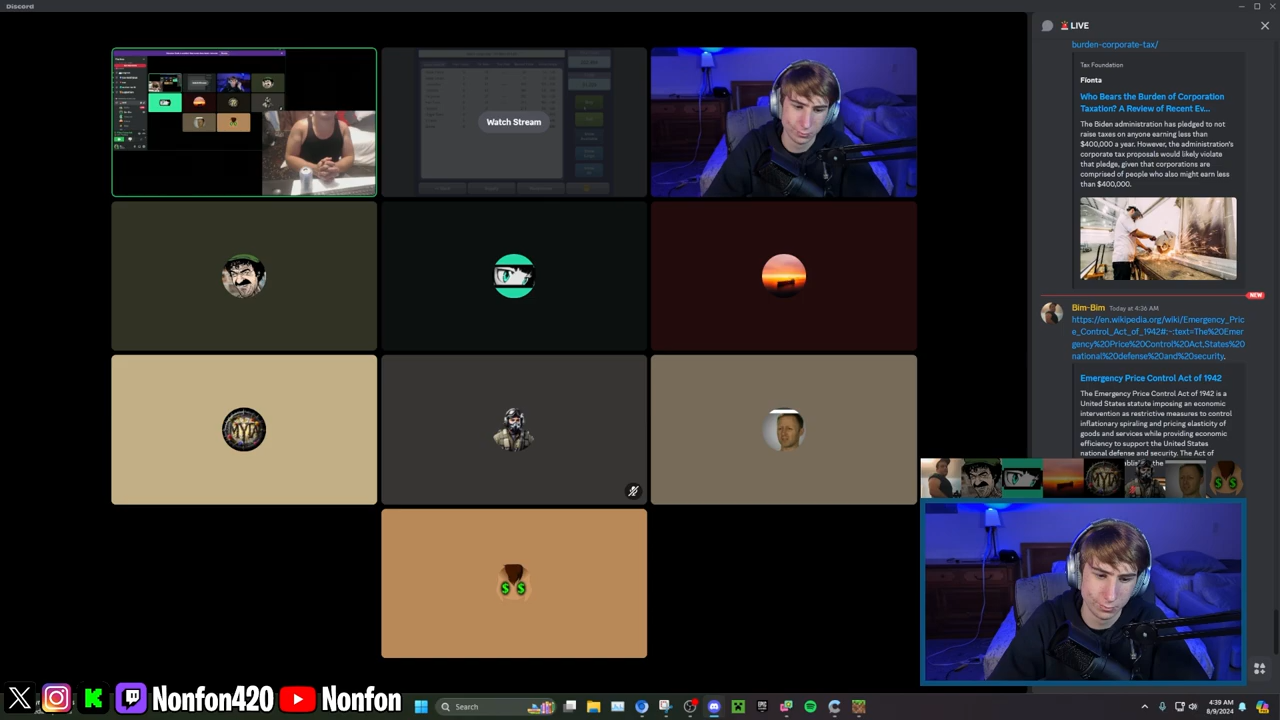 Discord
LIVE
burden-corporate-tax/
Tax Foundation
Fionta
Who Bears the Burden of Corporation
Taxation? A Review of Recent Ev...
The Biden administration has pledged to not
raise taxes on anyone earning less than
$400,000 a year. However, the administration's
corporate tax proposals would likely violate
that pledge, given that corporations are
comprised of people who also might earn less
than $400,000.
NEW
Bim-Bim Today at 4:36 AM
https://en.wikipedia.org/wiki/Emergency_Pric
e_Control_Act_of_1942#:~:text=The%20Emer
gency%20Price%20Control%20Act,States%20
national%20defense%20and%20security.
Emergency Price Control Act of 1942
The Emergency Price Control Act of 1942 is a
United States statute imposing an economic
intervention as restrictive measures to control
inflationary spiraling and pricing elasticity of
goods and services while providing economic
efficiency to support the United States
national defense and security. The Act of
the
Watch Stream
MYD
$ $
Nonfon420
Nonfon
Search
4:39 AM
8/9/2024